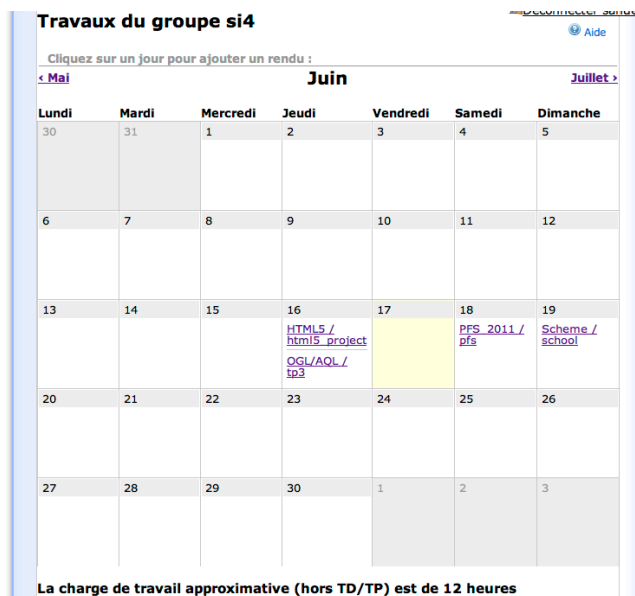 Déconnecter
Travaux du groupe si4
Aide
Cliquez sur un jour pour ajouter un rendu :
‹ Mai Juin Juillet ›
Lundi Mardi Mercredi Jeudi Vendredi Samedi Dimanche
30 31 1 2 3 4 5
6 7 8 9 10 11 12
13 14 15 16 17 18 19
HTML5 / PFS_2011 / Scheme /
html5_project pfs school
OGL/AQL /
tp3
20 21 22 23 24 25 26
27 28 29 30 1 2 3
La charge de travail approximative (hors TD/TP) est de 12 heures